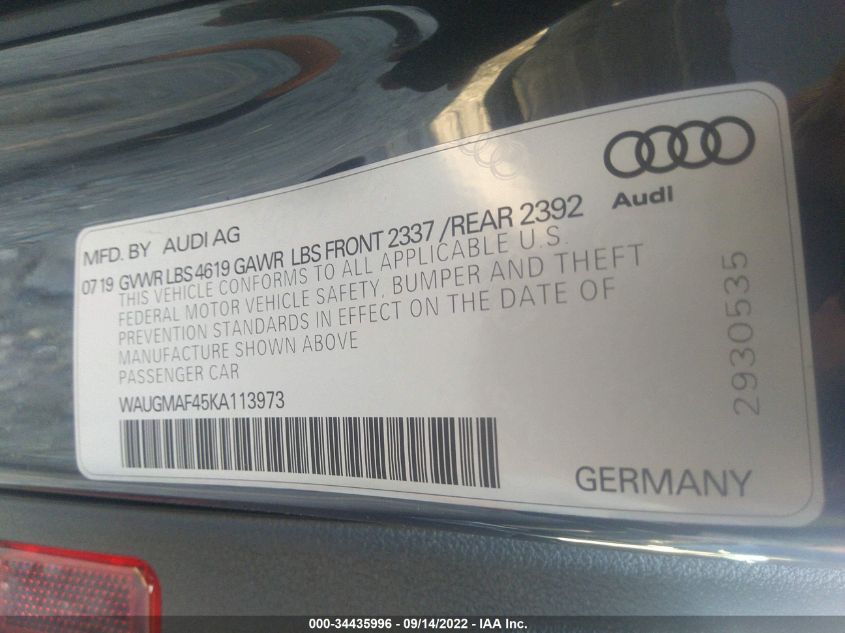 Audi
MFD. BY AUDI AG
07 19 GVWR LBS 4619 GAWR LBS FRONT 2337 /REAR 2392
THIS VEHICLE CONFORMS TO ALL APPLICABLE U.S.
FEDERAL MOTOR VEHICLE SAFETY, BUMPER AND THEFT
PREVENTION STANDARDS IN EFFECT ON THE DATE OF
MANUFACTURE SHOWN ABOVE
PASSENGER CAR
WAUGMAF45KA113973
2930535
GERMANY
000-34435996 - 09/14/2022 - IAA Inc.